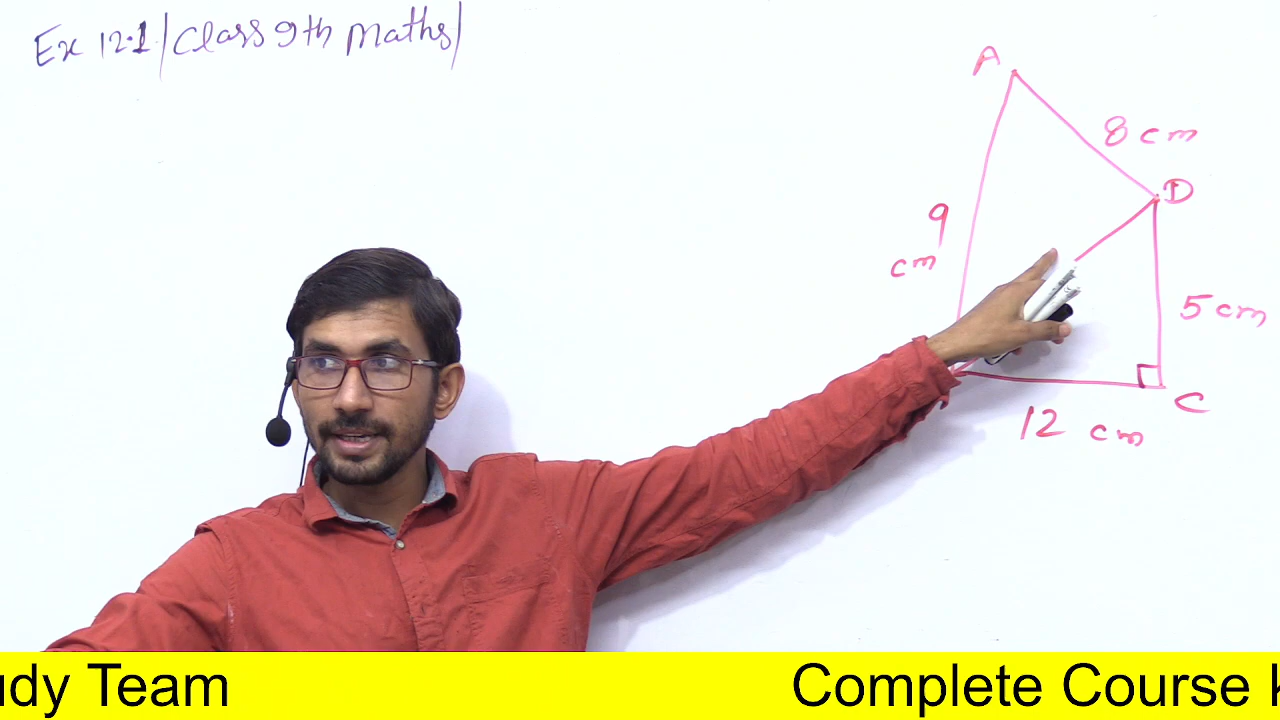 Ex 12.1 / Class 9th Maths /
A
8 cm
D
9
cm
5 cm
C
12 cm
udy Team Complete Course k